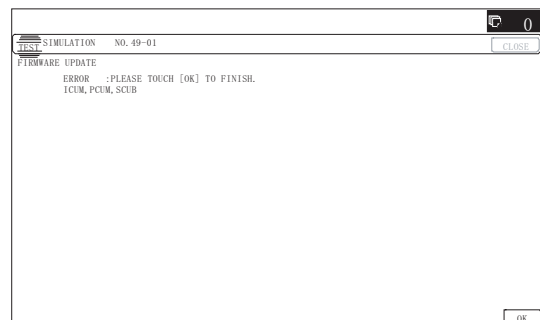 0
TEST SIMULATION NO. 49-01
CLOSE
FIRMWARE UPDATE
ERROR :PLEASE TOUCH [OK] TO FINISH.
ICUM, PCUM, SCUB
OK